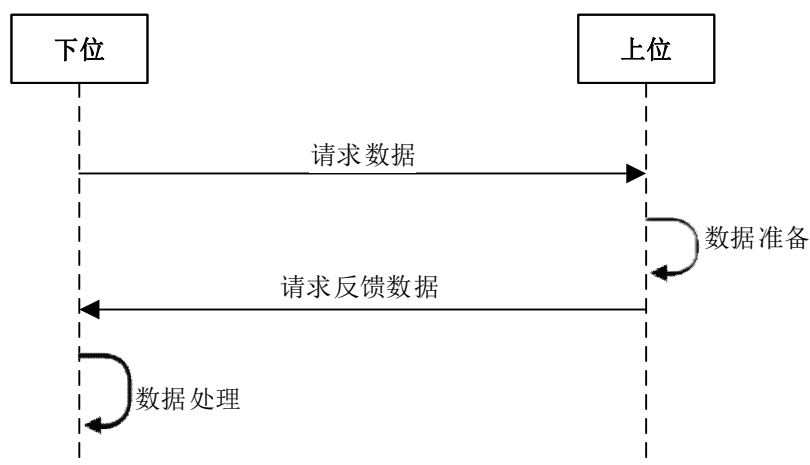 下位
上位
请求数据
数据准备
请求反馈数据
数据处理